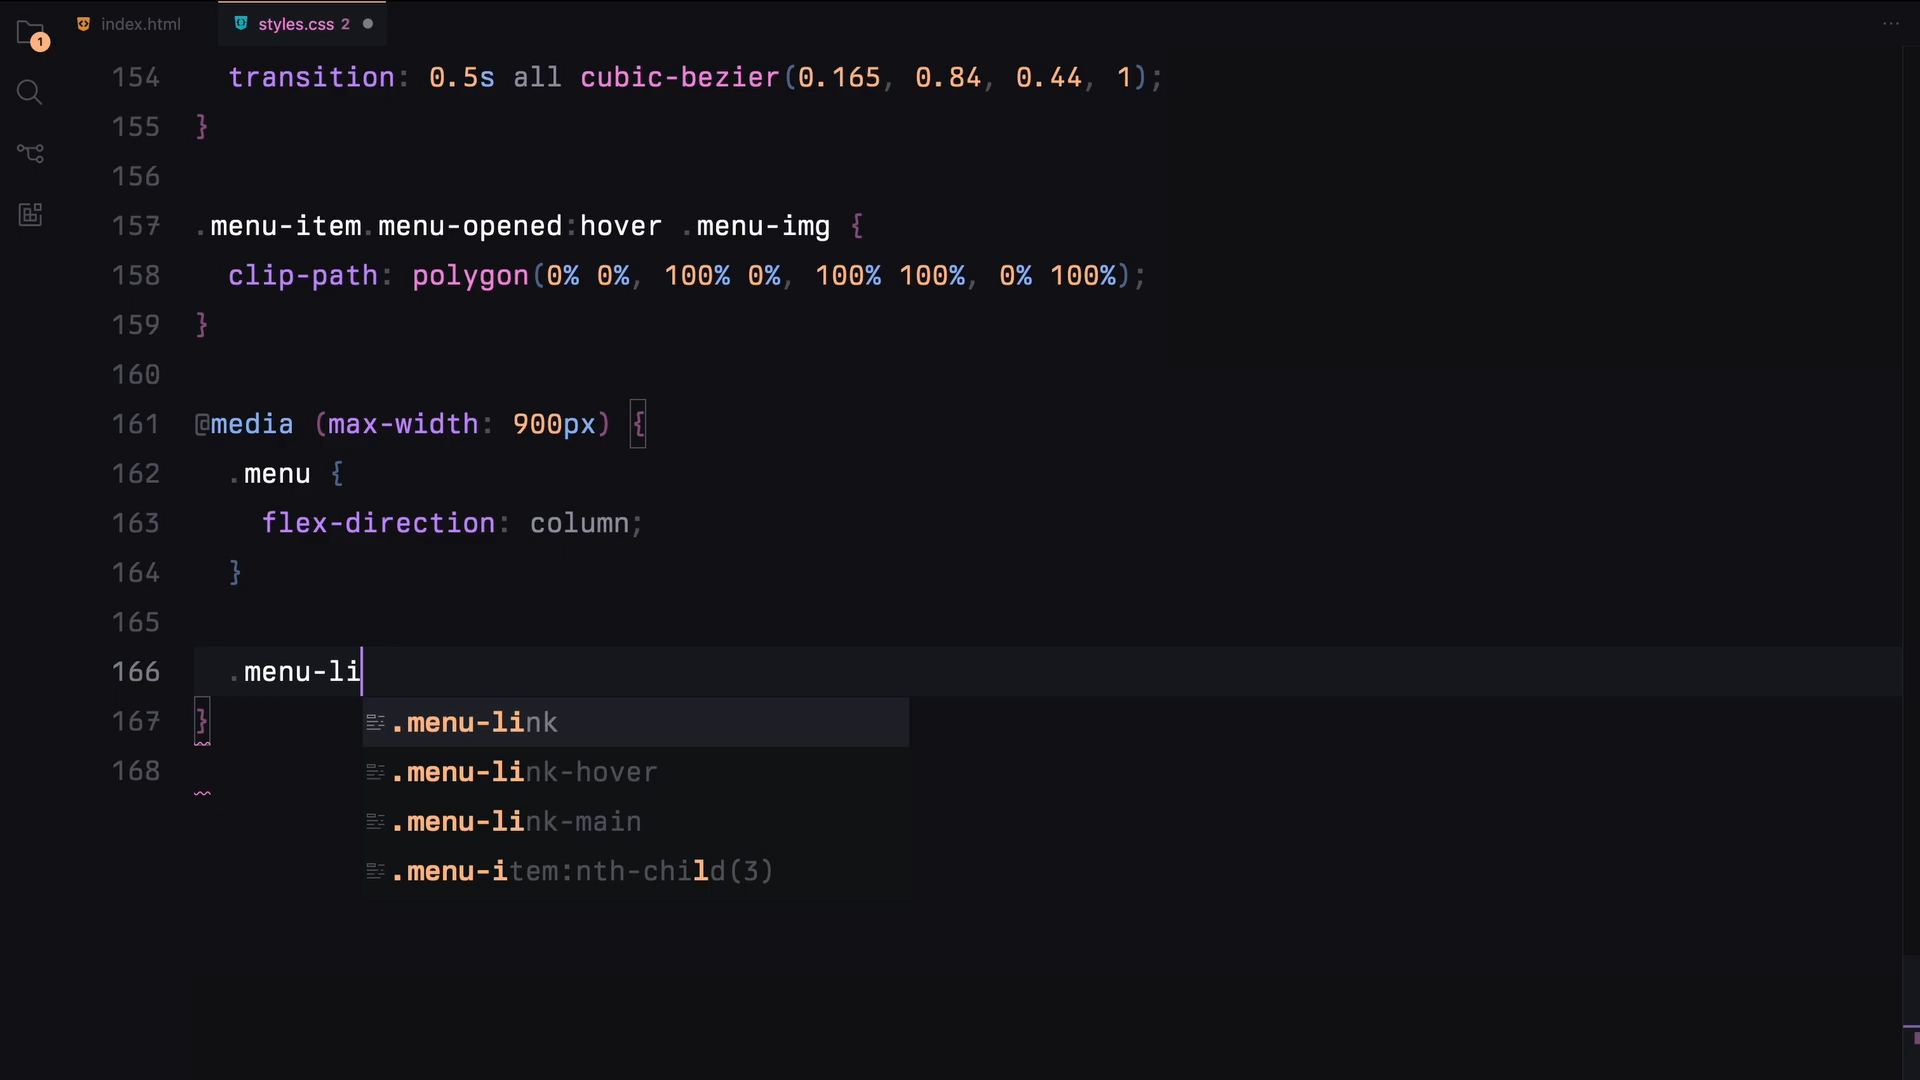 1
index.html
styles.css 2
...
154 transition: 0.5s all cubic-bezier(0.165, 0.84, 0.44, 1);
155 }
156
157 .menu-item.menu-opened:hover .menu-img {
158 clip-path: polygon(0% 0%, 100% 0%, 100% 100%, 0% 100%);
159 }
160
161 @media (max-width: 900px) {
162 .menu {
163 flex-direction: column;
164 }
165
166 .menu-li
167 }
.menu-link
168
.menu-link-hover
.menu-link-main
.menu-item:nth-child(3)